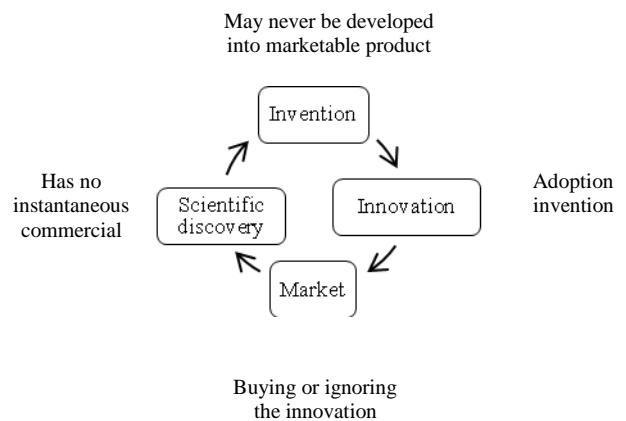 May never be developed
into marketable product
Invention
Has no
instantaneous
commercial
Scientific
discovery
Innovation
Adoption
invention
Market
Buying or ignoring
the innovation